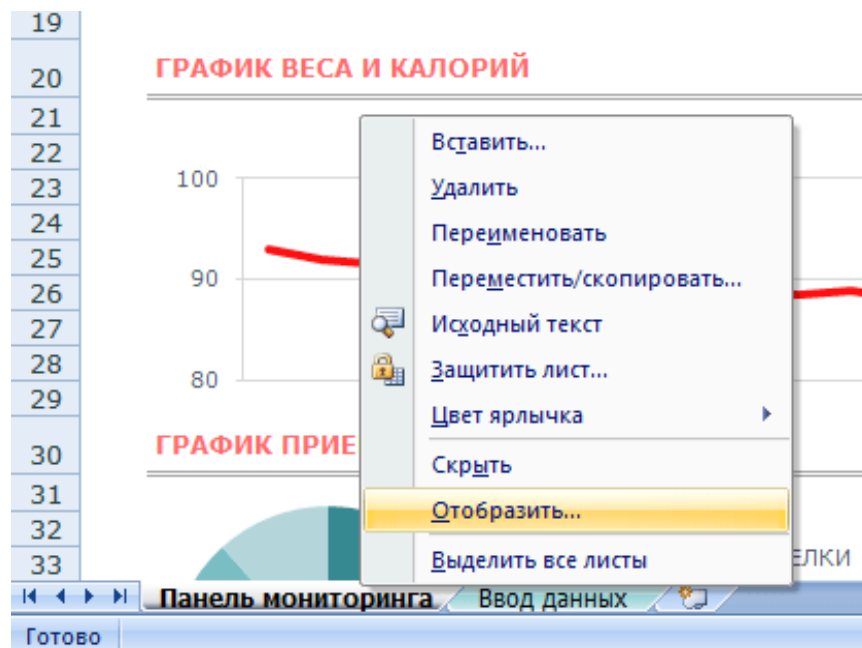 19
20
ГРАФИК ВЕСА И КАЛОРИЙ
21
22
Вставить...
23
100
Удалить
24
Переименовать
25
26
90
Переместить/скопировать...
27
Исходный текст
28
80
Защитить лист...
29
Цвет ярлычка
30
ГРАФИК ПРИЕ
Скрыть
31
Отобразить...
32
33
Выделить все листы
ЕЛКИ
Панель мониторинга
Ввод данных
Готово